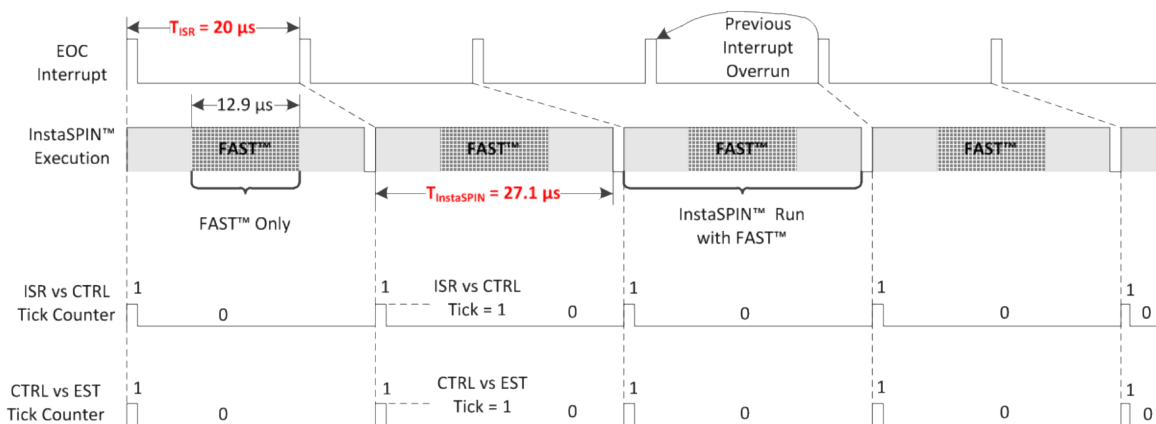 T_ISR = 20 µs
EOC
Interrupt
Previous
Interrupt
Overrun
12.9 µs
InstaSPIN™
Execution
FAST™
FAST™
FAST™
FAST™
T_InstaSPIN = 27.1 µs
FAST™ Only
InstaSPIN™ Run
with FAST™
ISR vs CTRL
Tick Counter
1
0
1
ISR vs CTRL
Tick = 1
0
1
0
1
0
1
0
CTRL vs EST
Tick Counter
1
0
1
CTRL vs EST
Tick = 1
0
1
0
1
0
1
0